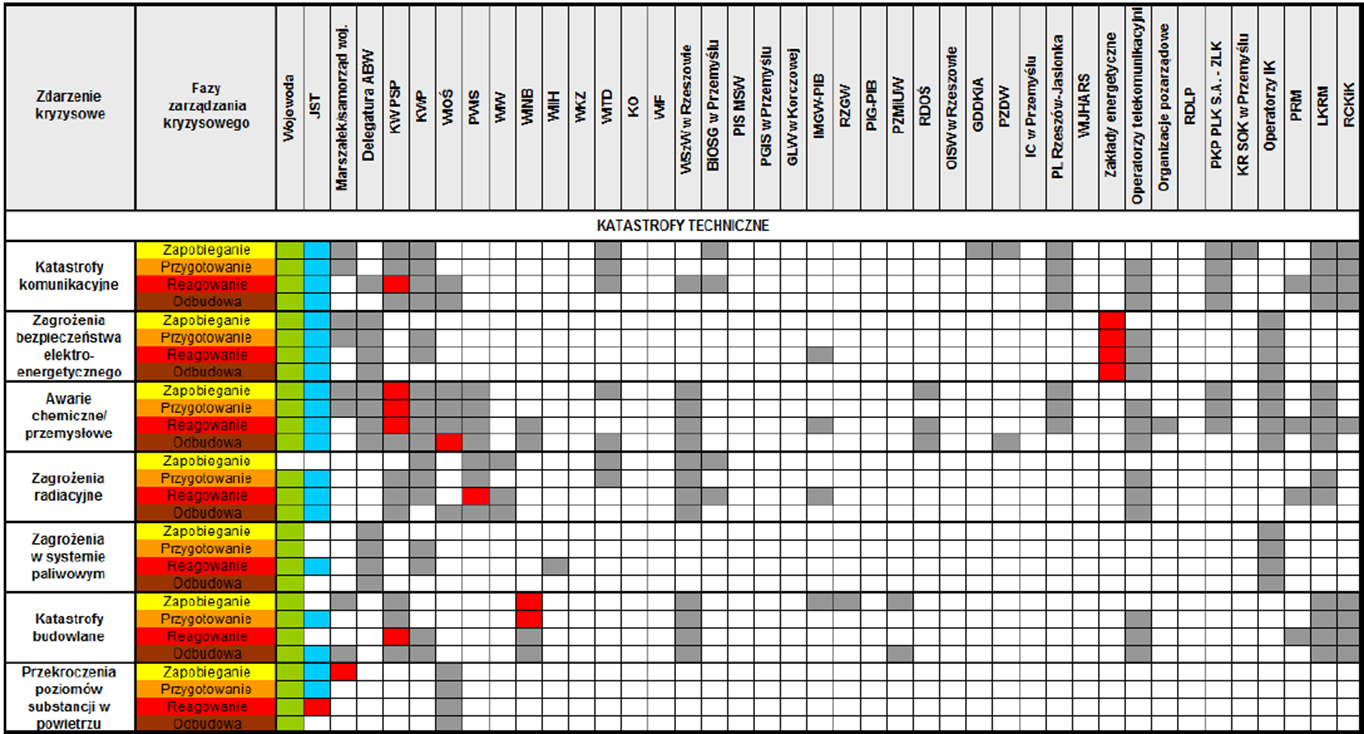 Zdarzenie
kryzysowe
Fazy
zarządzania
kryzysowego
Wojewoda
JST
Marszałek/samorząd woj.
Delegatura ABW
KWPSP
KWP
WIOŚ
PWIS
WW
WINB
WIH
WKZ
WITD
KO
WIF
WSzW w Rzeszowie
BiOSG w Przemyślu
PIS MSW
PGIS w Przemyślu
GLW w Korczowej
IMGW-PIB
RZGW
PIG-PIB
PZMIUW
RDOŚ
OISW w Rzeszowie
GDDKiA
PZDW
IC w Przemyślu
PL Rzeszów-Jasionka
WIJHARS
Zakłady energetyczne
Operatorzy telekomunikacyjni
Organizacje pozarządowe
RDLP
PKP PLK S.A. - ZLK
KR SOK w Przemyślu
Operatorzy IK
PRM
LKRM
RCKiK
KATASTROFY TECHNICZNE
Katastrofy
komunikacyjne
Zapobieganie
Przygotowanie
Reagowanie
Odbudowa
Zagrożenia
bezpieczeństwa
elektro-
energetycznego
Zapobieganie
Przygotowanie
Reagowanie
Odbudowa
Awarie
chemiczne/
przemysłowe
Zapobieganie
Przygotowanie
Reagowanie
Odbudowa
Zagrożenia
radiacyjne
Zapobieganie
Przygotowanie
Reagowanie
Odbudowa
Zagrożenia
w systemie
paliwowym
Zapobieganie
Przygotowanie
Reagowanie
Odbudowa
Katastrofy
budowlane
Zapobieganie
Przygotowanie
Reagowanie
Odbudowa
Przekroczenia
poziomów
substancji w
powietrzu
Zapobieganie
Przygotowanie
Reagowanie
Odbudowa